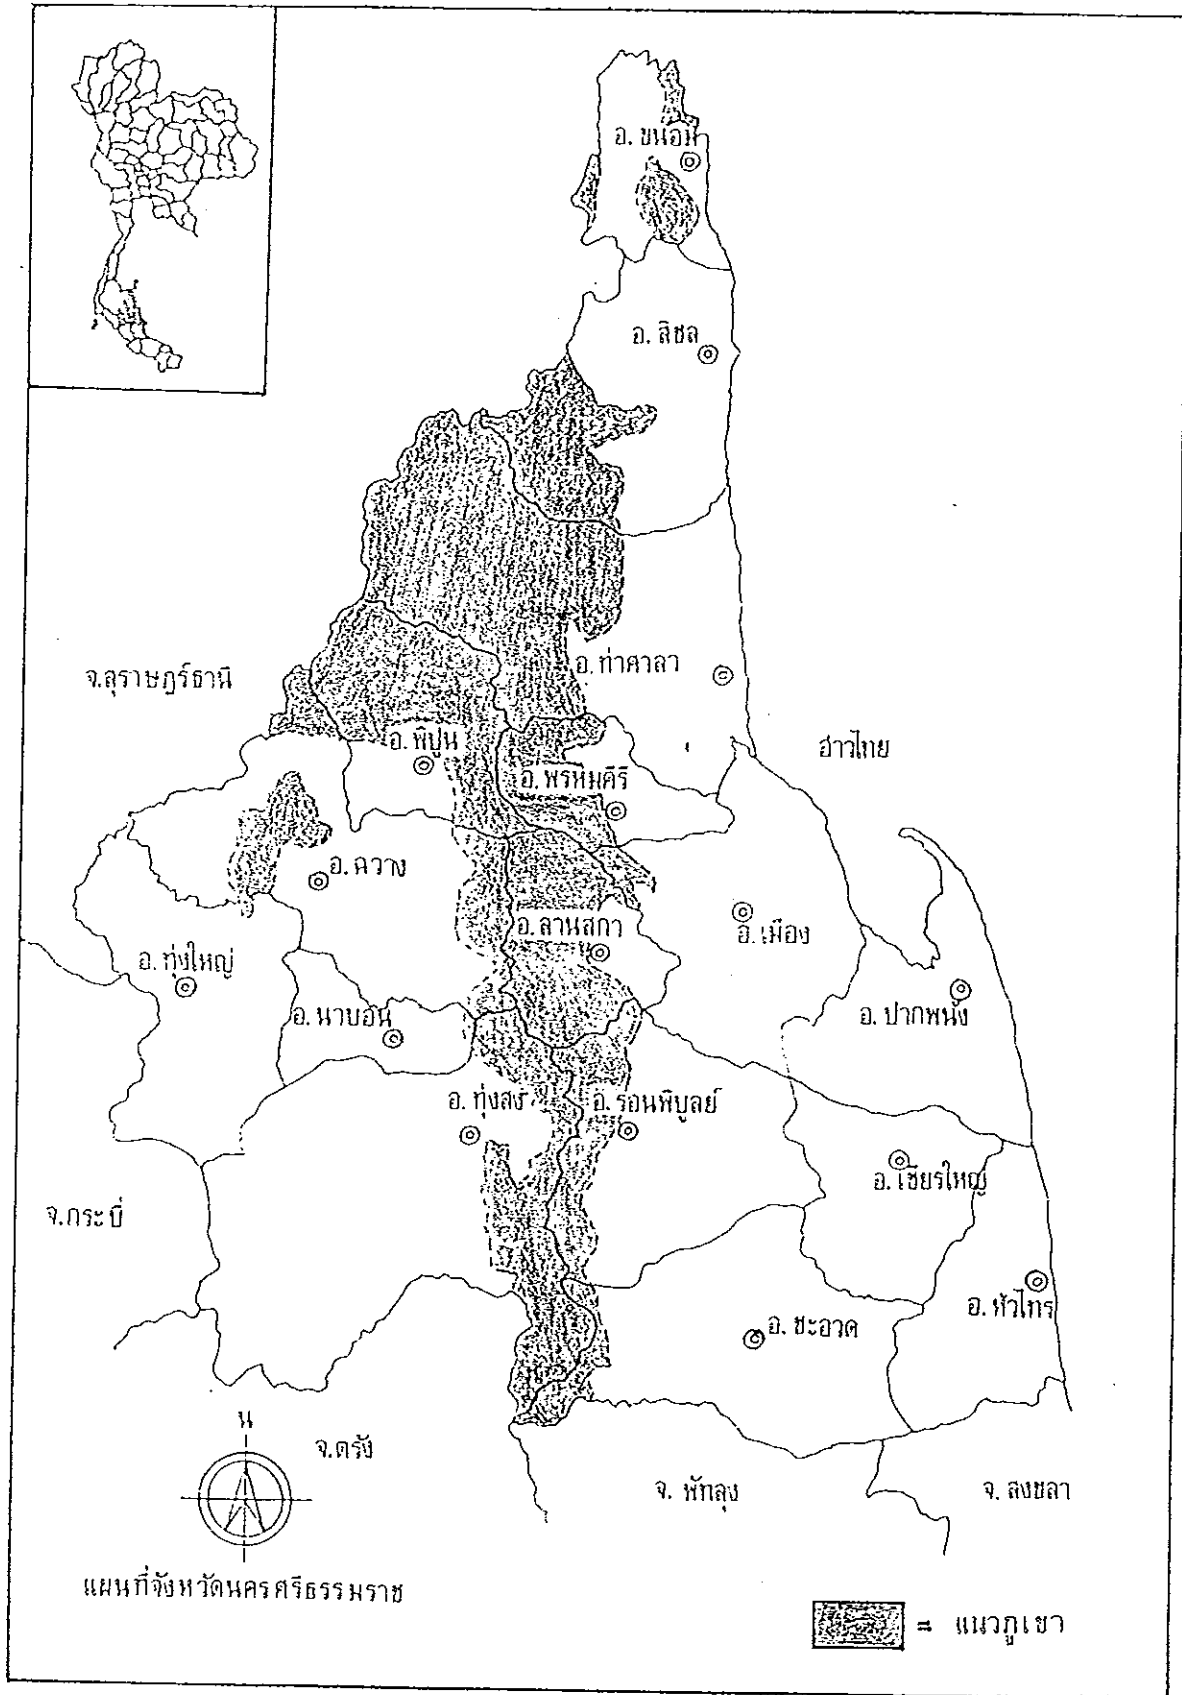 อ. ขนอม
อ. สิชล
จ.สุราษฎร์ธานี
อ. ท่าศาลา
อ. พิปูน
อ่าวไทย
อ. พรหมคีรี
อ. ฉวาง
อ. ลานสกา
อ. เมือง
อ. ทุ่งใหญ่
อ. นาบอน
อ. ปากพนัง
อ. ทุ่งสง
อ. รอนพิบูลย์
อ. เชียรใหญ่
จ.กระบี่
อ. หัวไทร
อ. ชะอวด
น
จ.ตรัง
จ. พัทลุง
จ. สงขลา
แผนที่จังหวัดนครศรีธรรมราช
= แนวภูเขา